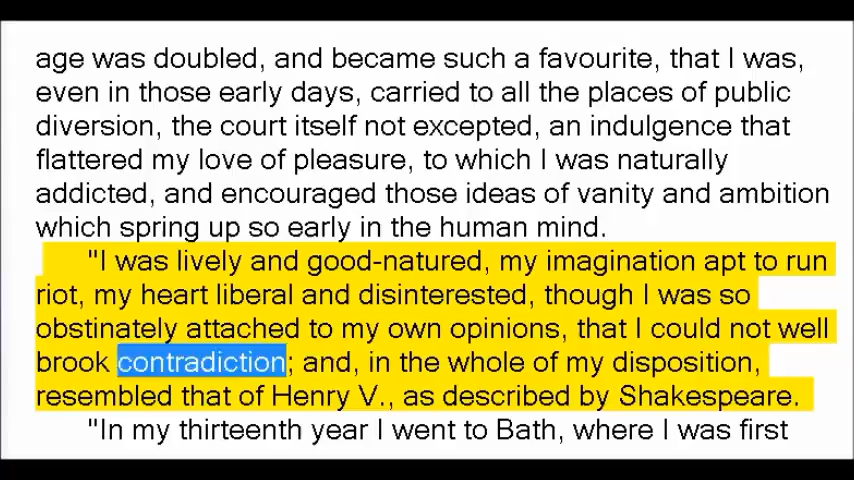 age was doubled, and became such a favourite, that I was,
even in those early days, carried to all the places of public
diversion, the court itself not excepted, an indulgence that
flattered my love of pleasure, to which I was naturally
addicted, and encouraged those ideas of vanity and ambition
which spring up so early in the human mind.
"I was lively and good-natured, my imagination apt to run
riot, my heart liberal and disinterested, though I was so
obstinately attached to my own opinions, that I could not well
brook contradiction; and, in the whole of my disposition,
resembled that of Henry V., as described by Shakespeare.
"In my thirteenth year I went to Bath, where I was first